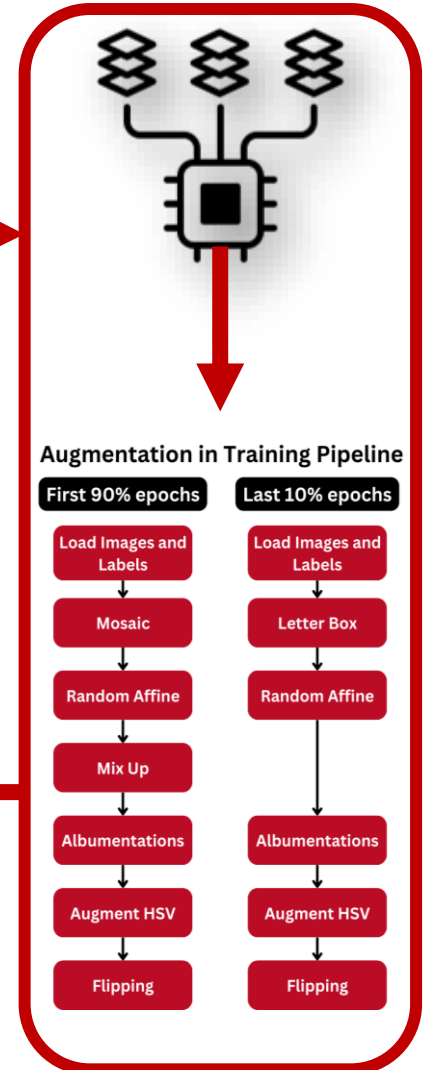 Augmentation in Training Pipeline
First 90% epochs
Load Images and
Labels
Mosaic
Random Affine
Mix Up
Albumentations
Augment HSV
Flipping
Last 10% epochs
Load Images and
Labels
Letter Box
Random Affine
Albumentations
Augment HSV
Flipping